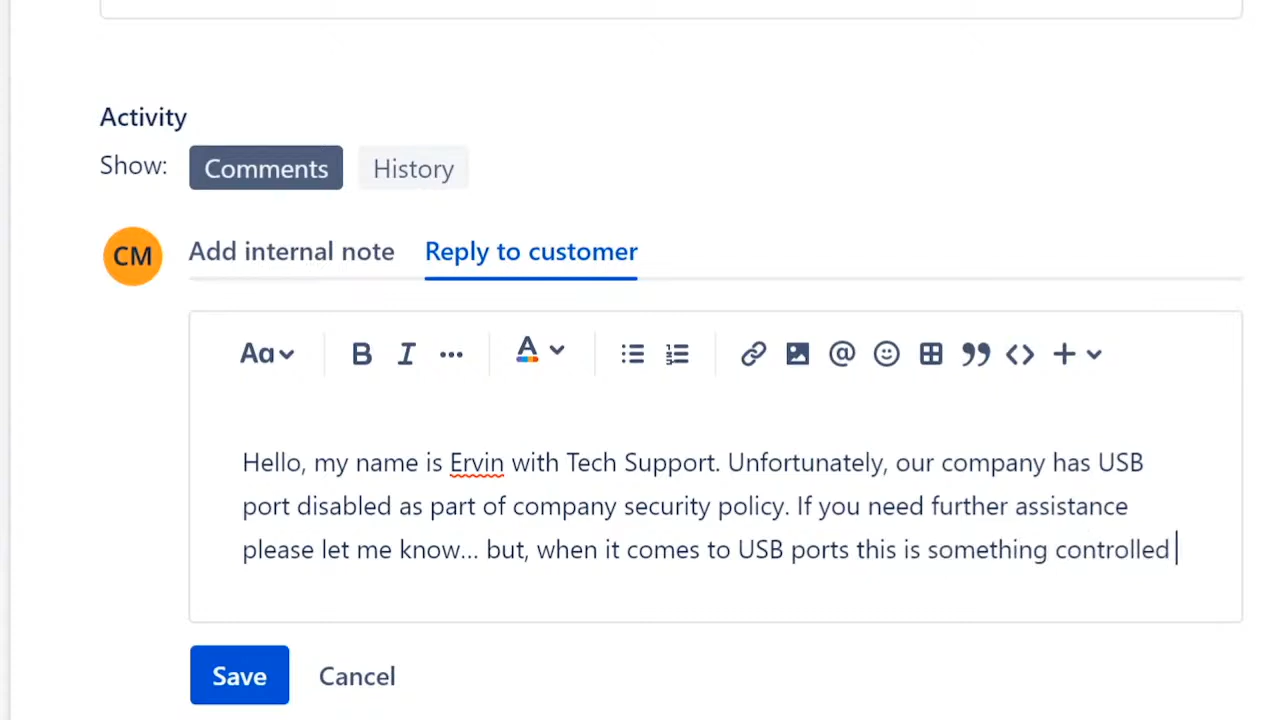 Activity
Show: Comments History
CM Add internal note Reply to customer
Aa B I ... A
Hello, my name is Ervin with Tech Support. Unfortunately, our company has USB
port disabled as part of company security policy. If you need further assistance
please let me know... but, when it comes to USB ports this is something controlled
Save Cancel